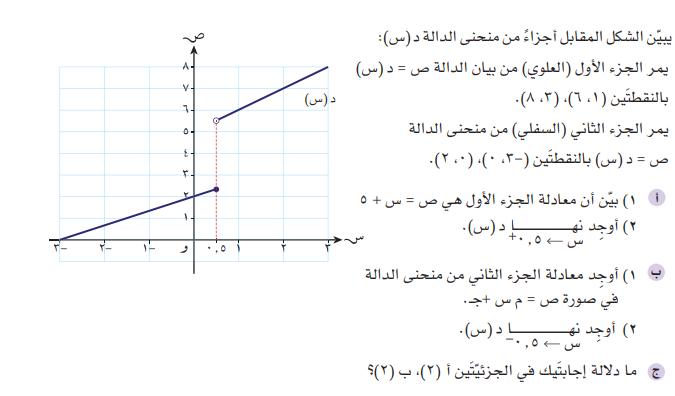 يبيّن الشكل المقابل أجزاءً من منحنى الدالة د(س):
يمر الجزء الأول (العلوي) من بيان الدالة ص = د (س)
بالنقطتَين (١، ٦)، (٣، ٨).
يمر الجزء الثاني (السفلي) من منحنى الدالة
ص = د(س) بالنقطتَين (−٣، ٠)، (٠، ٢).
أ ١) بيّن أن معادلة الجزء الأول هي ص = س + ٥
٢) أوجِد نهــــــــا د (س).
س ← ٠,٥+
ب ١) أوجِد معادلة الجزء الثاني من منحنى الدالة
في صورة ص = م س + جـ.
٢) أوجِد نهــــــــا د(س).
س ← ٠,٥−
ج ما دلالة إجابتَيك في الجزئيّتَين أ (٢)، ب (٢)؟
ص
٨
٧
٦
٥
٤
٣
٢
١
د (س)
−٣ −٢ −١ و ٠,٥ ١ ٢ ٣ س